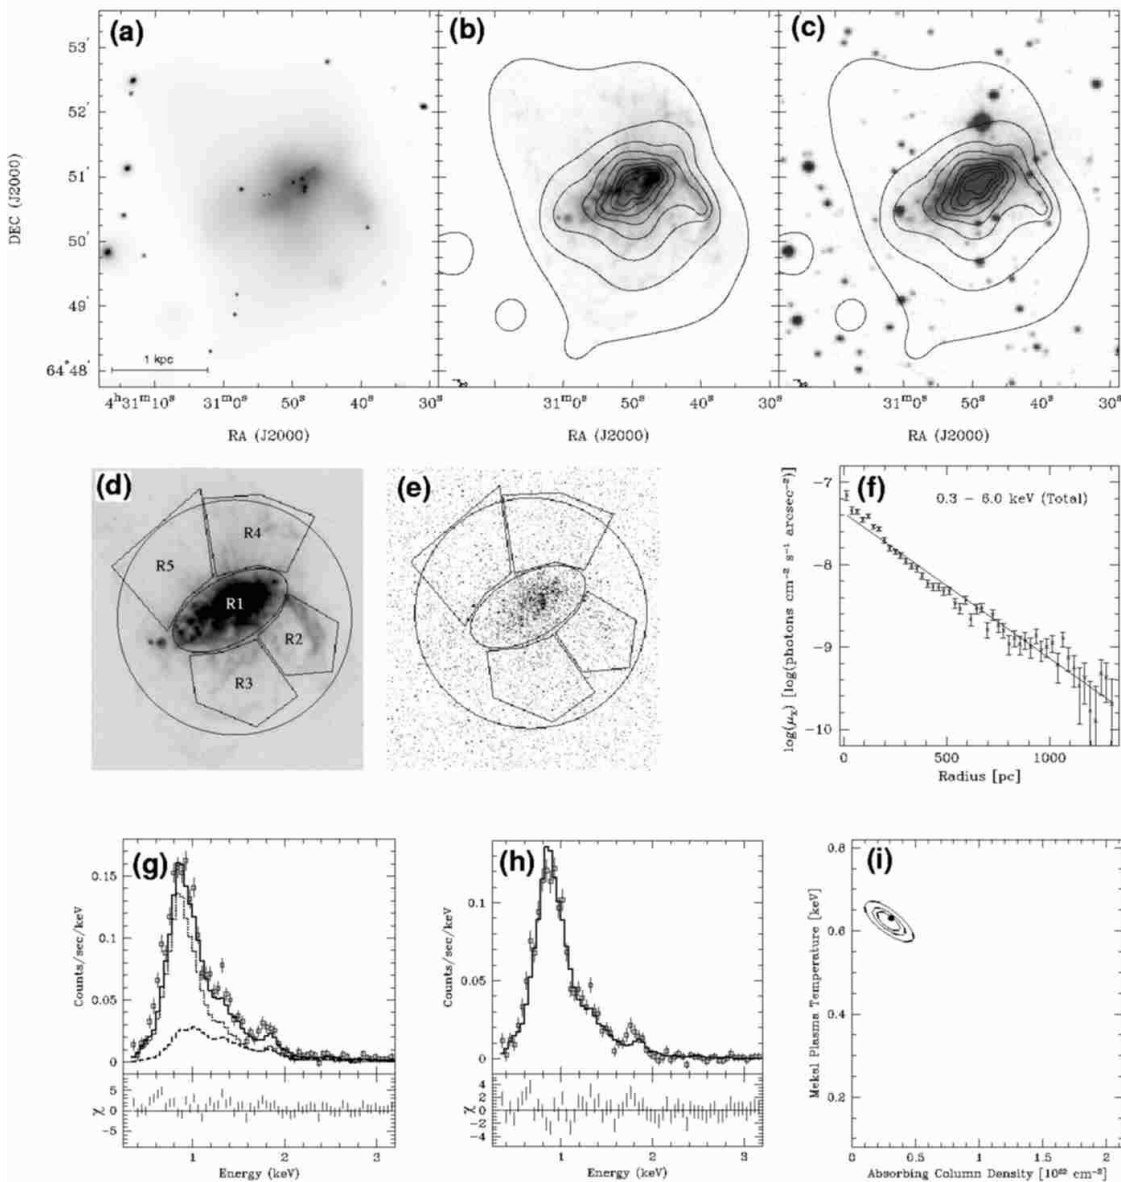 (a)
(b)
(c)
53'
52'
51'
50'
49'
64° 48'
DEC (J2000)
1 kpc
4h31m10s 31m0s 50s 40s 30s
31m0s 50s 40s 30s
31m0s 50s 40s 30s
RA (J2000)
RA (J2000)
RA (J2000)
(d)
R5
R4
R1
R2
R3
(e)
(f)
0.3 − 6.0 keV (Total)
log(μX) [log(photons cm−2 s−1 arcsec−2)]
−7
−8
−9
−10
0 500 1000
Radius [pc]
(g)
Counts/sec/keV
0.15
0.1
0.05
0
χ
5
0
−5
1 2 3
Energy (keV)
(h)
Counts/sec/keV
0.1
0.05
0
χ
4
2
0
−2
−4
1 2 3
Energy (keV)
(i)
Mekal Plasma Temperature [keV]
0.8
0.6
0.4
0.2
0 0.5 1 1.5 2
Absorbing Column Density [10²² cm−2]